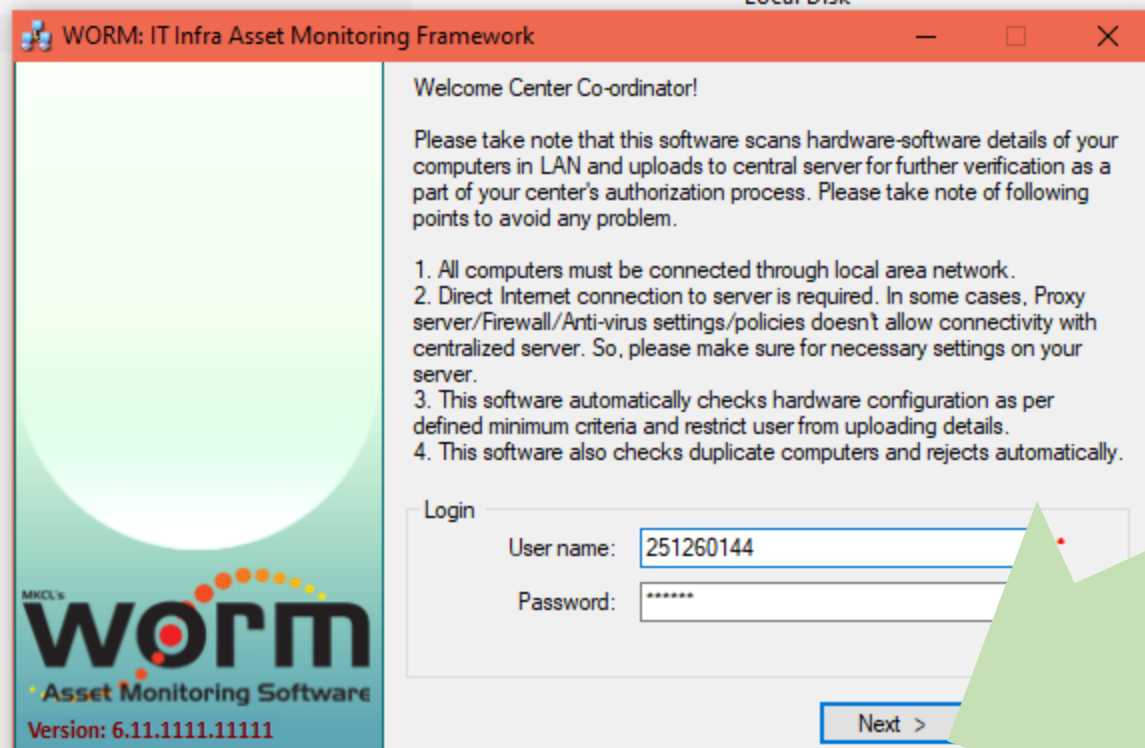 Local Disk
WORM: IT Infra Asset Monitoring Framework
Welcome Center Co-ordinator!
Please take note that this software scans hardware-software details of your
computers in LAN and uploads to central server for further verification as a
part of your center's authorization process. Please take note of following
points to avoid any problem.
1. All computers must be connected through local area network.
2. Direct Internet connection to server is required. In some cases, Proxy
server/Firewall/Anti-virus settings/policies doesn't allow connectivity with
centralized server. So, please make sure for necessary settings on your
server.
3. This software automatically checks hardware configuration as per
defined minimum criteria and restrict user from uploading details.
4. This software also checks duplicate computers and rejects automatically.
Login
User name: 251260144 *
Password: ******
Next >
MKCL's
worm
Asset Monitoring Software
Version: 6.11.1111.11111